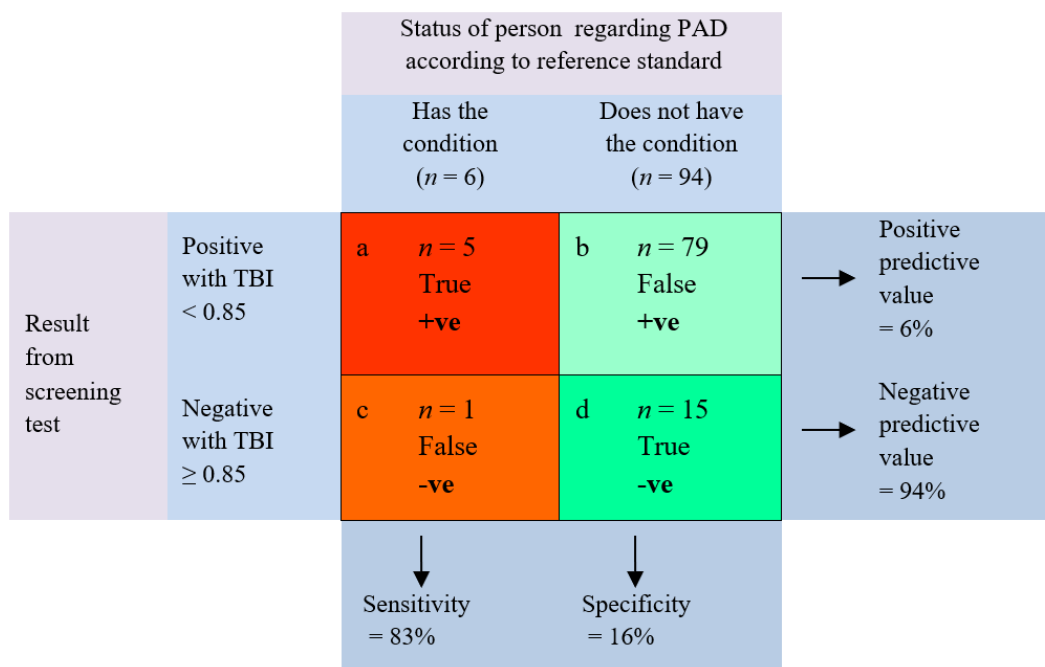 Status of person regarding PAD
according to reference standard
Has the
condition
(n = 6)
Does not have
the condition
(n = 94)
Result
from
screening
test
Positive
with TBI
< 0.85
a
n = 5
True
+ve
b
n = 79
False
+ve
Positive
predictive
value
= 6%
Negative
with TBI
≥ 0.85
c
n = 1
False
-ve
d
n = 15
True
-ve
Negative
predictive
value
= 94%
Sensitivity
= 83%
Specificity
= 16%